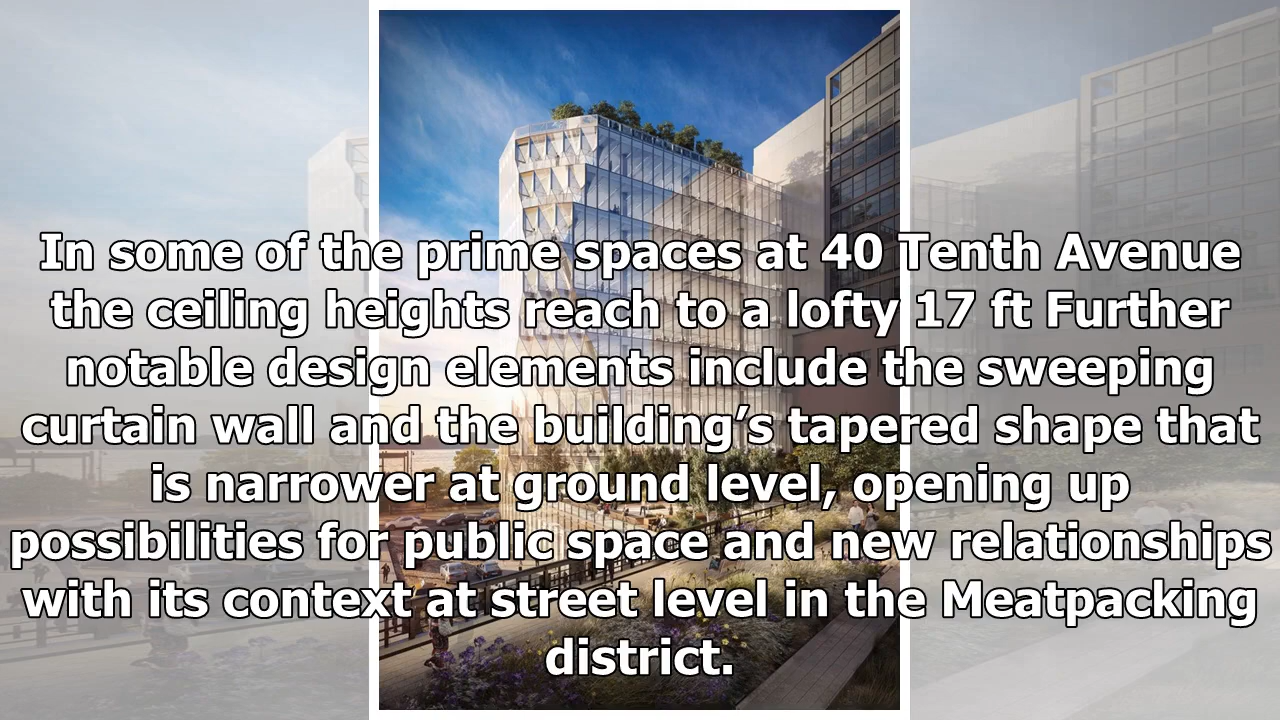 In some of the prime spaces at 40 Tenth Avenue
the ceiling heights reach to a lofty 17 ft Further
notable design elements include the sweeping
curtain wall and the building’s tapered shape that
is narrower at ground level, opening up
possibilities for public space and new relationships
with its context at street level in the Meatpacking
district.